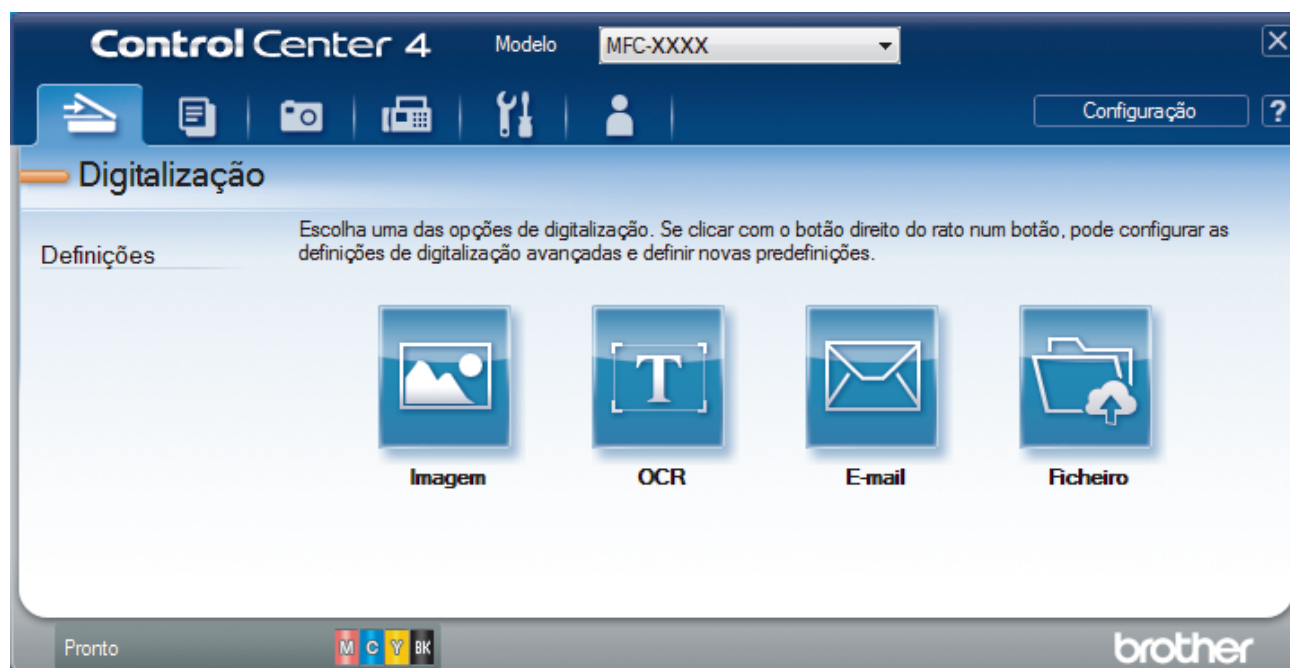 Control Center 4
Modelo
MFC-XXXX
Configuração
?
Digitalização
Definições
Escolha uma das opções de digitalização. Se clicar com o botão direito do rato num botão, pode configurar as
definições de digitalização avançadas e definir novas predefinições.
T
Imagem
OCR
E-mail
Ficheiro
Pronto
M C Y BK
brother